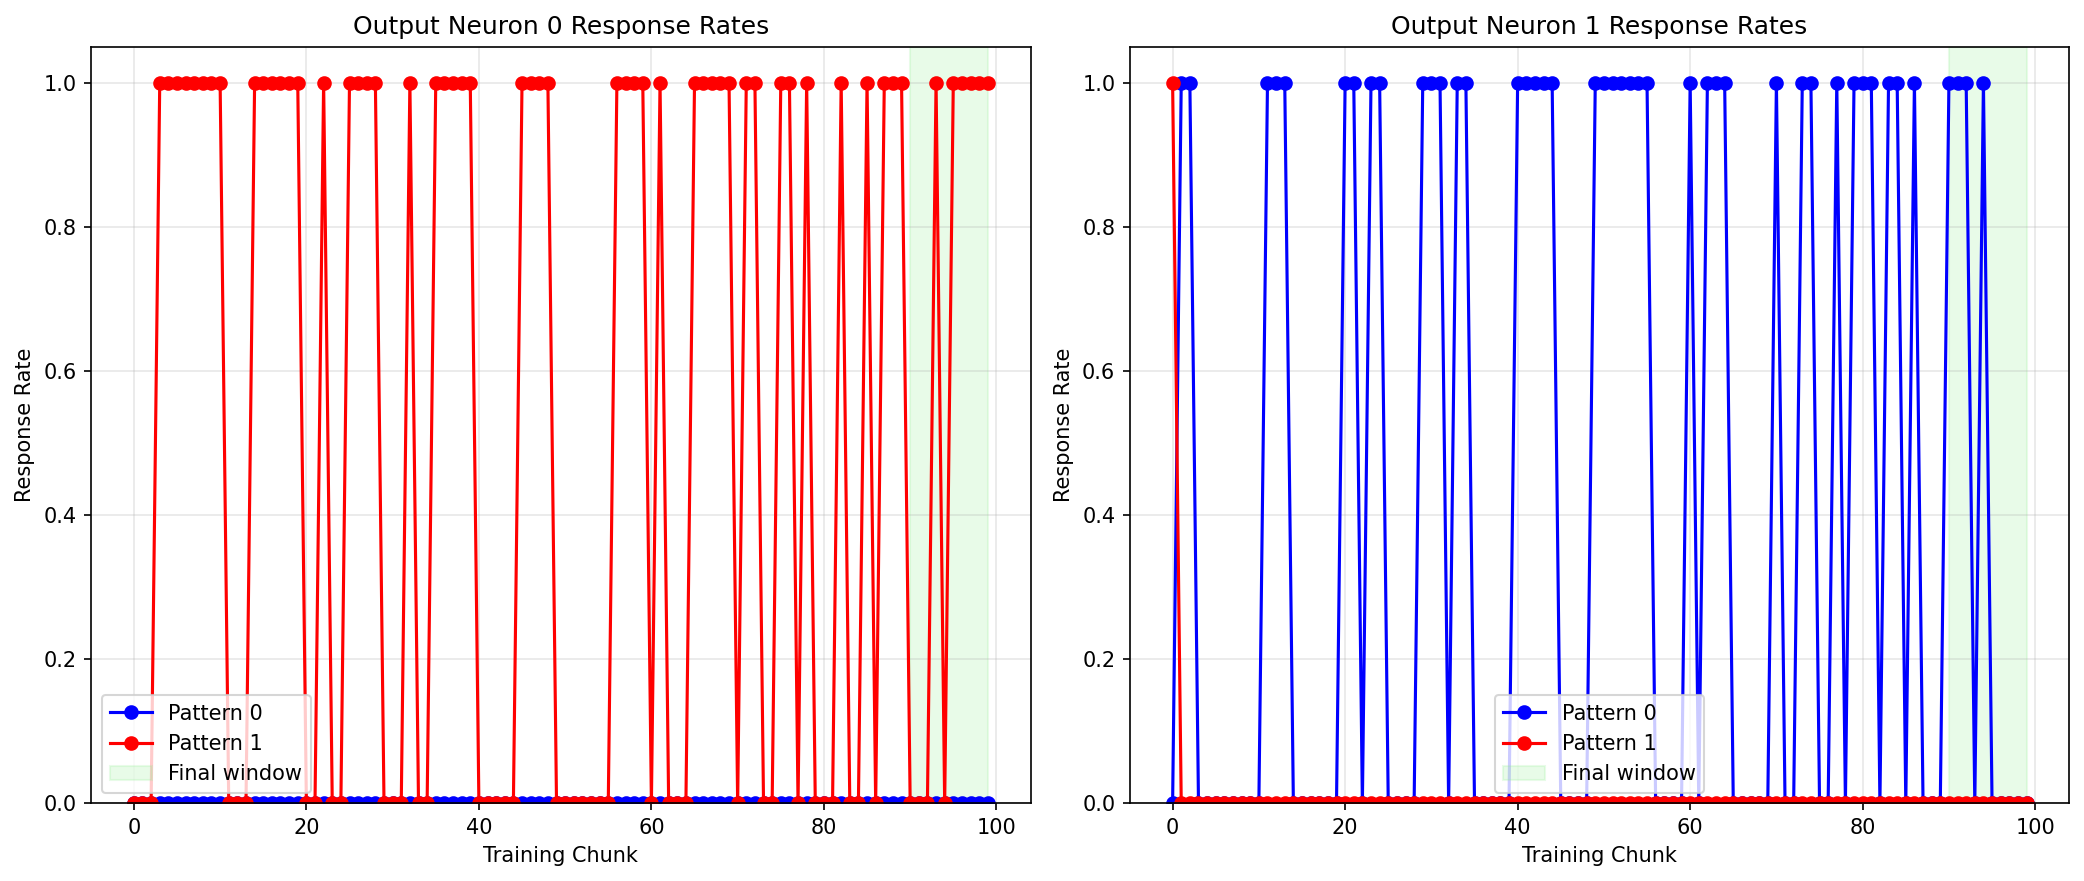 Output Neuron 0 Response Rates
Response Rate
1.0
0.8
0.6
0.4
0.2
0.0
Pattern 0
Pattern 1
Final window
0 20 40 60 80 100
Training Chunk
Output Neuron 1 Response Rates
Response Rate
1.0
0.8
0.6
0.4
0.2
0.0
Pattern 0
Pattern 1
Final window
0 20 40 60 80 100
Training Chunk